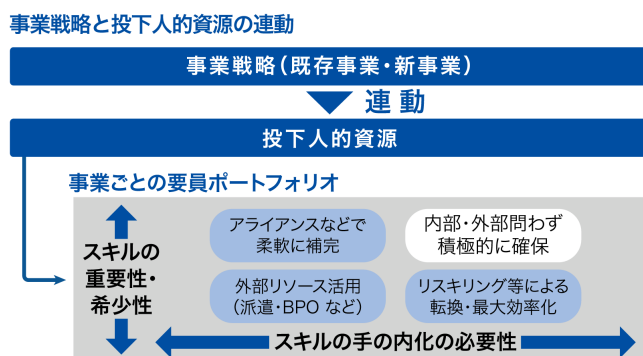 事業戦略と投下人的資源の連動
事業戦略(既存事業・新事業)
連動
投下人的資源
事業ごとの要員ポートフォリオ
スキルの
重要性・
希少性
アライアンスなどで
柔軟に補完
内部・外部問わず
積極的に確保
外部リソース活用
(派遣・BPO など)
リスキリング等による
転換・最大効率化
スキルの手の内化の必要性